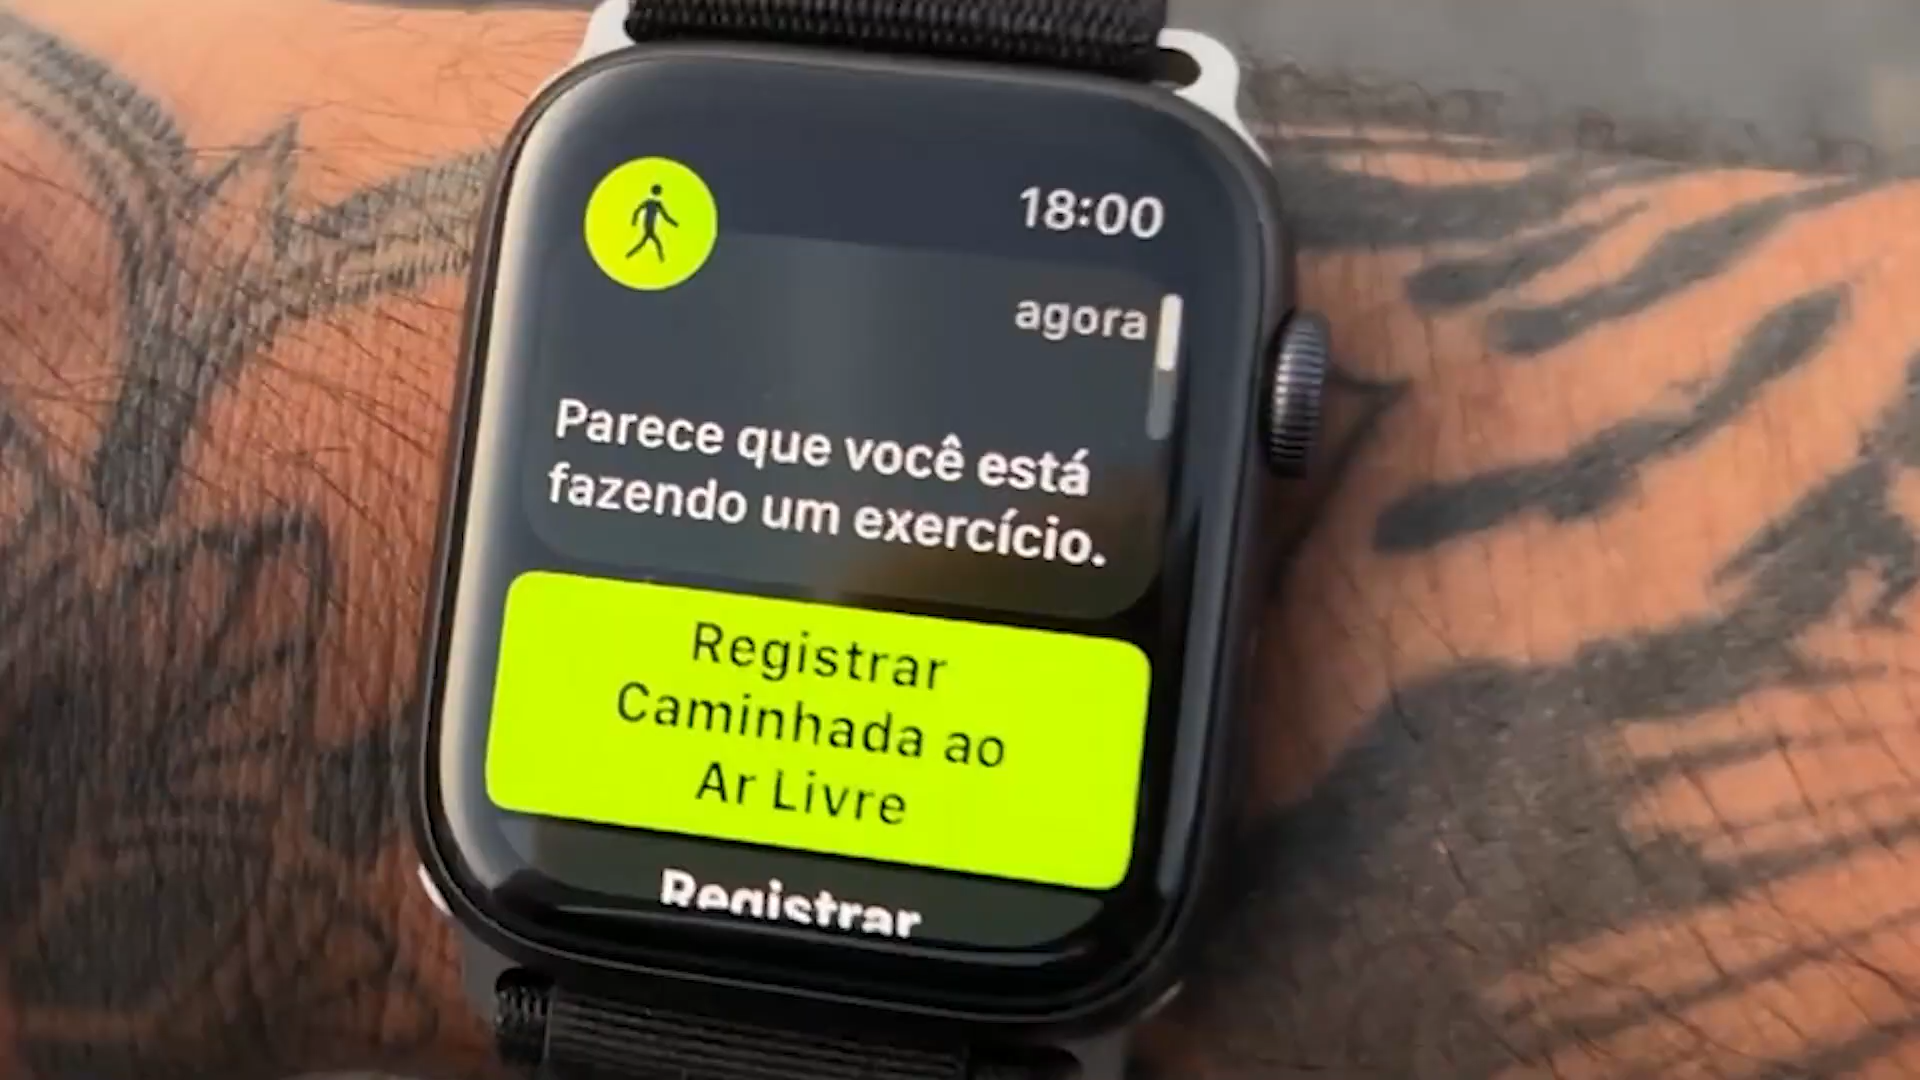 18:00
agora
Parece que você está
fazendo um exercício.
Registrar
Caminhada ao
Ar Livre
Registrar